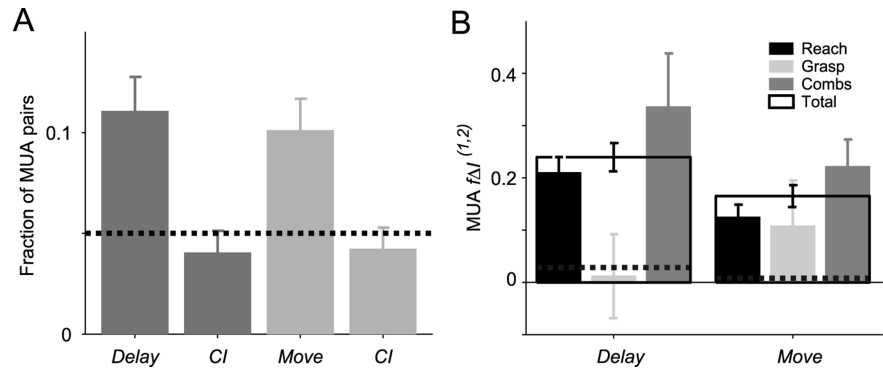 A
Fraction of MUA pairs
0.1
0
Delay CI Move CI
B
MUA fΔI (1,2)
0.4
0.2
0
Reach
Grasp
Combs
Total
Delay Move